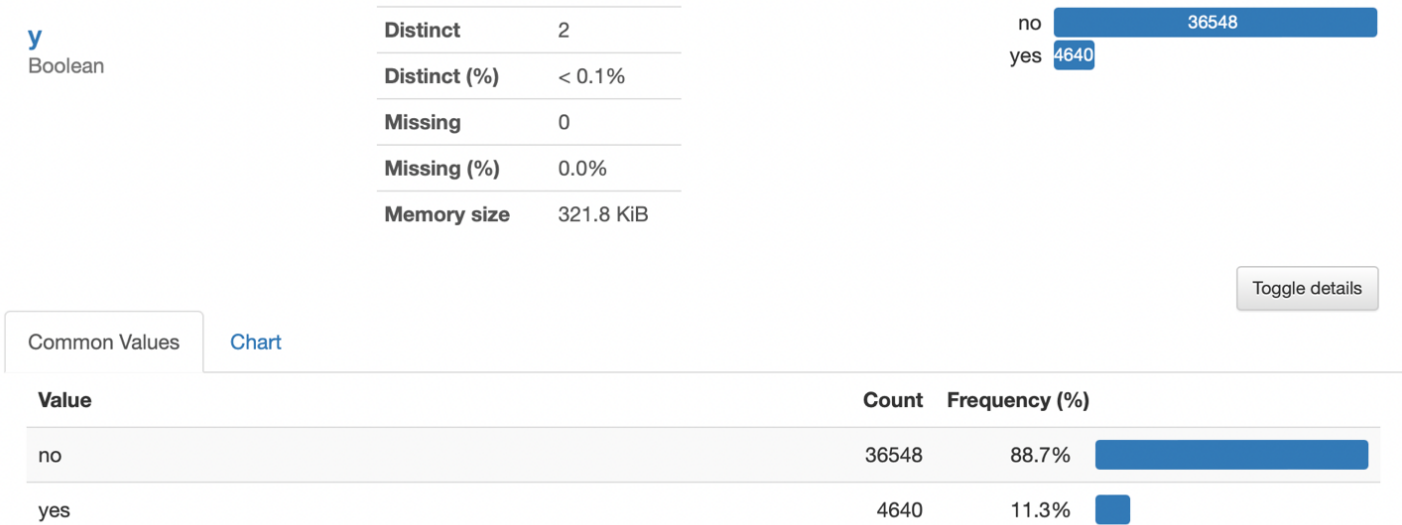 y
Boolean
Distinct 2
Distinct (%) < 0.1%
Missing 0
Missing (%) 0.0%
Memory size 321.8 KiB
no 36548
yes 4640
Toggle details
Common Values Chart
Value Count Frequency (%)
no 36548 88.7%
yes 4640 11.3%